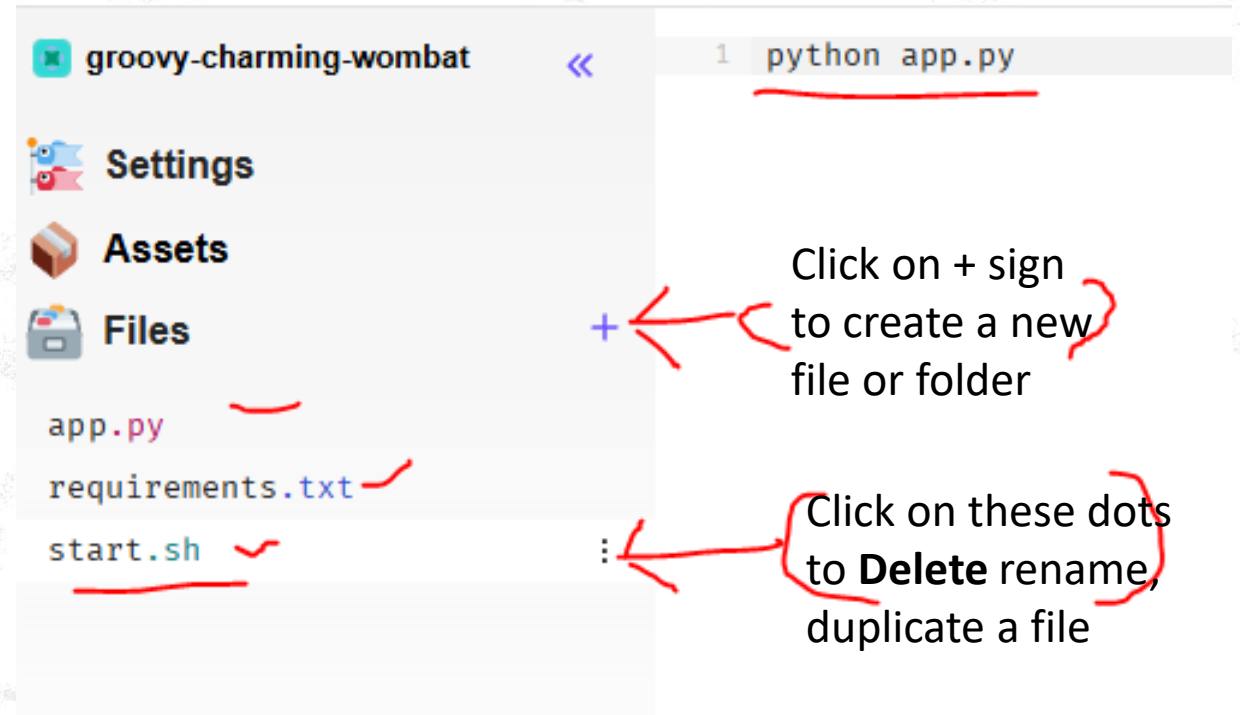 groovy-charming-wombat «
1 python app.py
Settings
Assets
Files +
app.py
requirements.txt
start.sh
Click on + sign
to create a new
file or folder
Click on these dots
to Delete rename,
duplicate a file